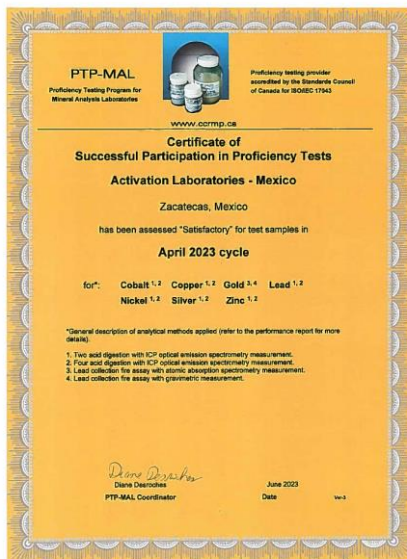 PTP-MAL
Proficiency Testing Program for
Mineral Analysis Laboratories
Proficiency testing provider
accredited by the Standards Council
of Canada for ISO/IEC 17043
www.ccrmp.ca
Certificate of
Successful Participation in Proficiency Tests
Activation Laboratories - Mexico
Zacatecas, Mexico
has been assessed "Satisfactory" for test samples in
April 2023 cycle
for*: Cobalt 1, 2 Copper 1, 2 Gold 3, 4 Lead 1, 2
Nickel 1, 2 Silver 1, 2 Zinc 1, 2
*General description of analytical methods applied (refer to the performance report for more
details).
1. Two acid digestion with ICP optical emission spectrometry measurement.
2. Four acid digestion with ICP optical emission spectrometry measurement.
3. Lead collection fire assay with atomic absorption spectrometry measurement.
4. Lead collection fire assay with gravimetric measurement.
Diane Desroches
Diane Desroches
PTP-MAL Coordinator
June 2023
Date